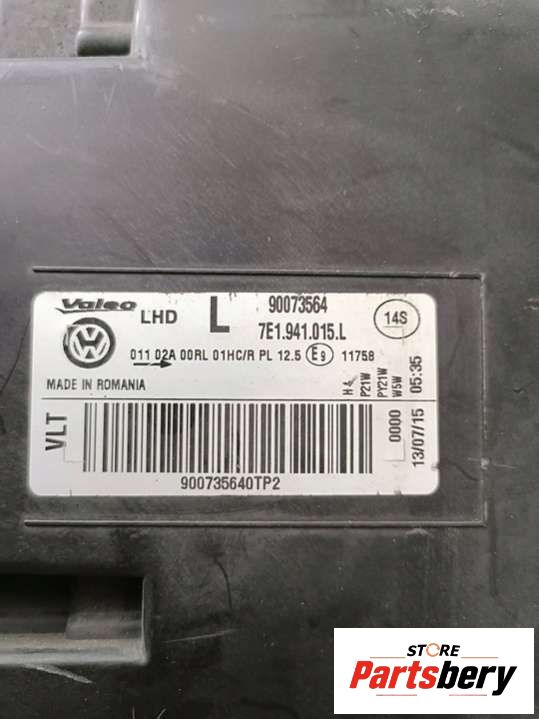 Valeo LHD L 90073564
7E1.941.015.L
14S
011 02A 00RL 01HC/R PL 12.5 E9 11758
MADE IN ROMANIA
H4
P21W
PY21W
W5W
VLT
0000
13/07/15 05:35
900735640TP2
STORE
Partsbery